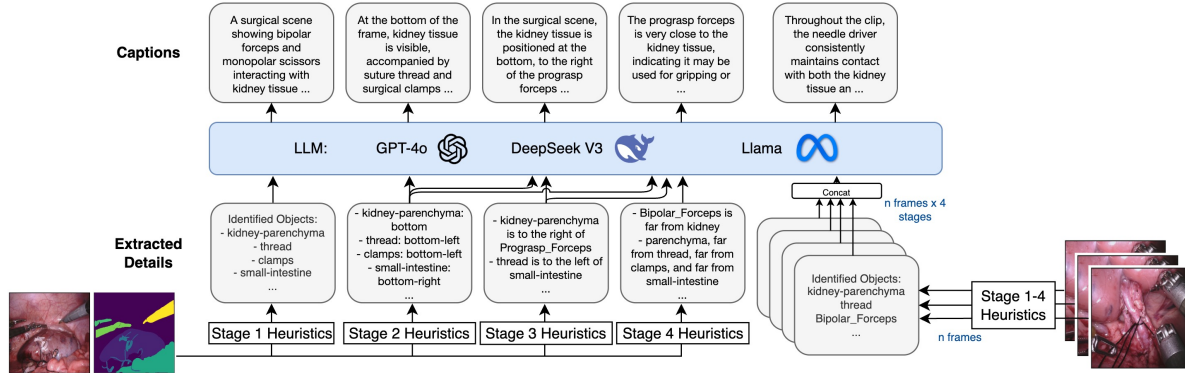 Captions
A surgical scene
showing bipolar
forceps and
monopolar scissors
interacting with
kidney tissue ...
At the bottom of the
frame, kidney tissue
is visible,
accompanied by
suture thread and
surgical clamps ...
In the surgical scene,
the kidney tissue is
positioned at the
bottom, to the right
of the prograsp
forceps ...
The prograsp forceps
is very close to the
kidney tissue,
indicating it may be
used for gripping or
...
Throughout the clip,
the needle driver
consistently
maintains contact
with both the kidney
tissue an ...
LLM:
GPT-4o
DeepSeek V3
Llama
Concat
n frames x 4
stages
Extracted
Details
Identified Objects:
- kidney-parenchyma
- thread
- clamps
- small-intestine
...
- kidney-parenchyma:
bottom
- thread: bottom-left
- clamps: bottom-left
- small-intestine:
bottom-right
...
- kidney-parenchyma
is to the right of
Prograsp_Forceps
- thread is to the left of
small-intestine
...
- Bipolar_Forceps is
far from kidney
- parenchyma, far
from thread, far from
clamps, and far from
small-intestine
...
Identified Objects:
kidney-parenchyma
thread
Bipolar_Forceps
...
Stage 1-4
Heuristics
n frames
Stage 1 Heuristics
Stage 2 Heuristics
Stage 3 Heuristics
Stage 4 Heuristics